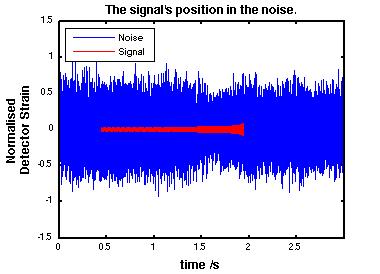 The signal's position in the noise.
1.5
Noise
Signal
1
0.5
0
-0.5
-1
-1.5
Normalised
Detector Strain
0 0.5 1 1.5 2 2.5
time /s